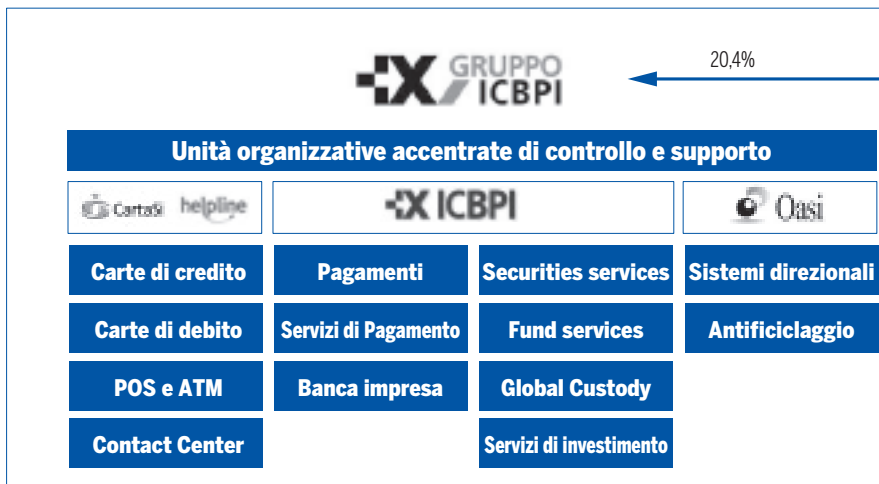 GRUPPO
ICBPI
20,4%
Unità organizzative accentrate di controllo e supporto
CartaSi helpline
ICBPI
Oasi
Carte di credito
Pagamenti
Securities services
Sistemi direzionali
Carte di debito
Servizi di Pagamento
Fund services
Antificiclaggio
POS e ATM
Banca impresa
Global Custody
Contact Center
Servizi di investimento